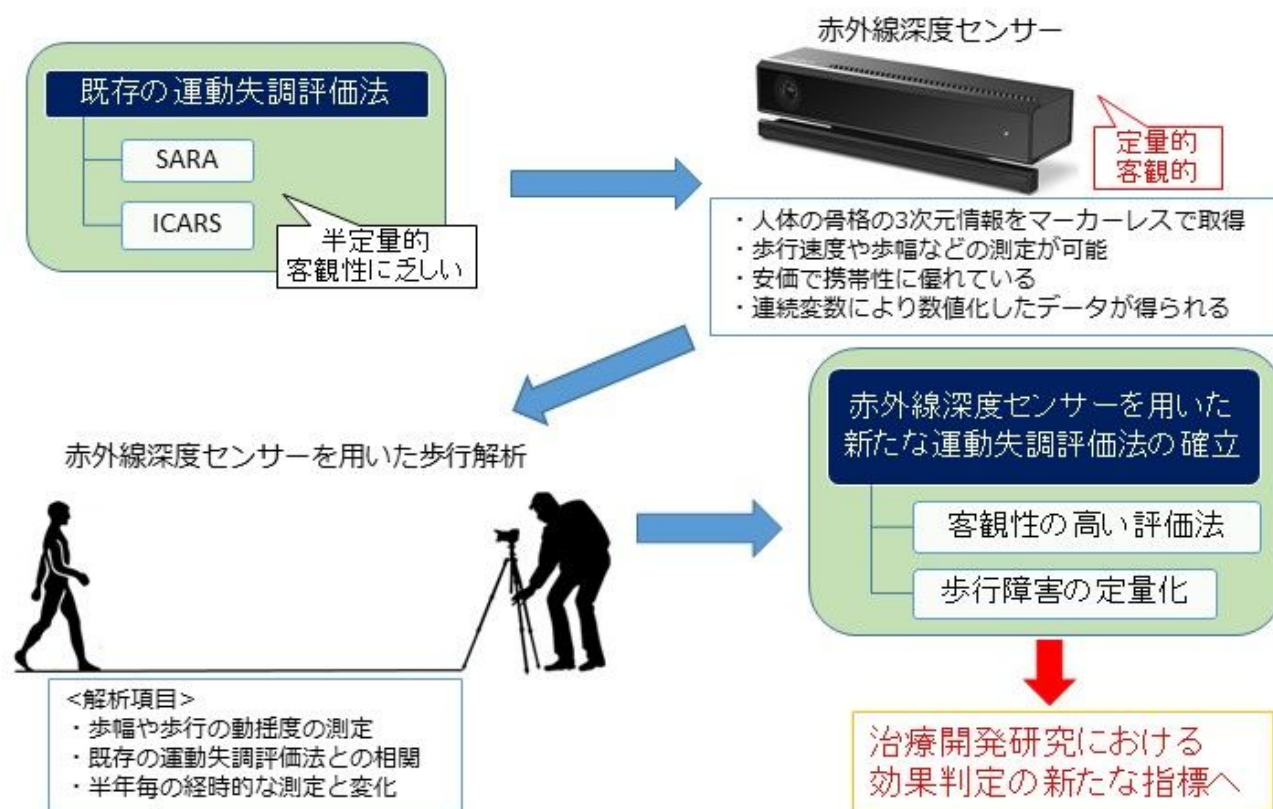 既存の運動失調評価法
SARA
ICARS
半定量的
客観性に乏しい
赤外線深度センサー
定量的
客観的
・人体の骨格の3次元情報をマーカーレスで取得
・歩行速度や歩幅などの測定が可能
・安価で携帯性に優れている
・連続変数により数値化したデータが得られる
赤外線深度センサーを用いた歩行解析
<解析項目>
・歩幅や歩行の動揺度の測定
・既存の運動失調評価法との相関
・半年毎の経時的な測定と変化
赤外線深度センサーを用いた
新たな運動失調評価法の確立
客観性の高い評価法
歩行障害の定量化
治療開発研究における
効果判定の新たな指標へ